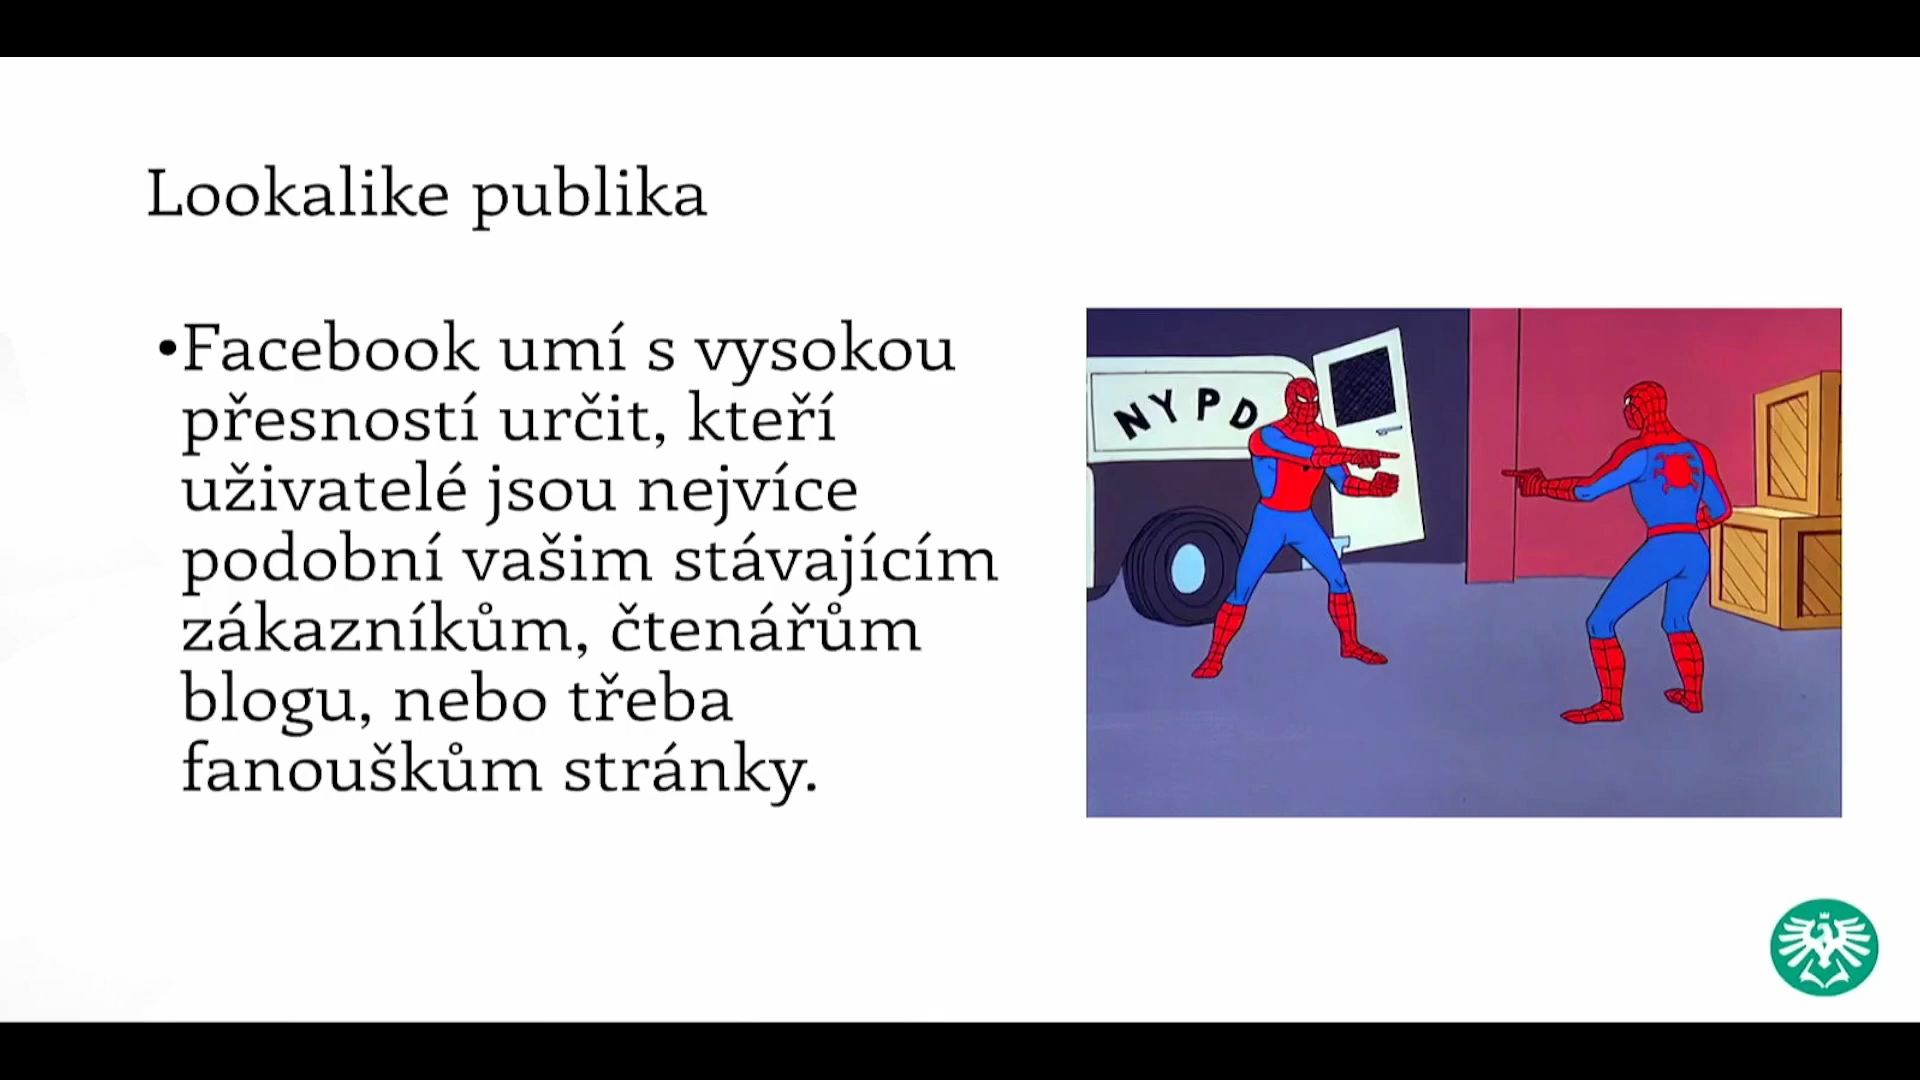 Lookalike publika
•Facebook umí s vysokou
přesností určit, kteří
uživatelé jsou nejvíce
podobní vašim stávajícím
zákazníkům, čtenářům
blogu, nebo třeba
fanouškům stránky.
NYPD